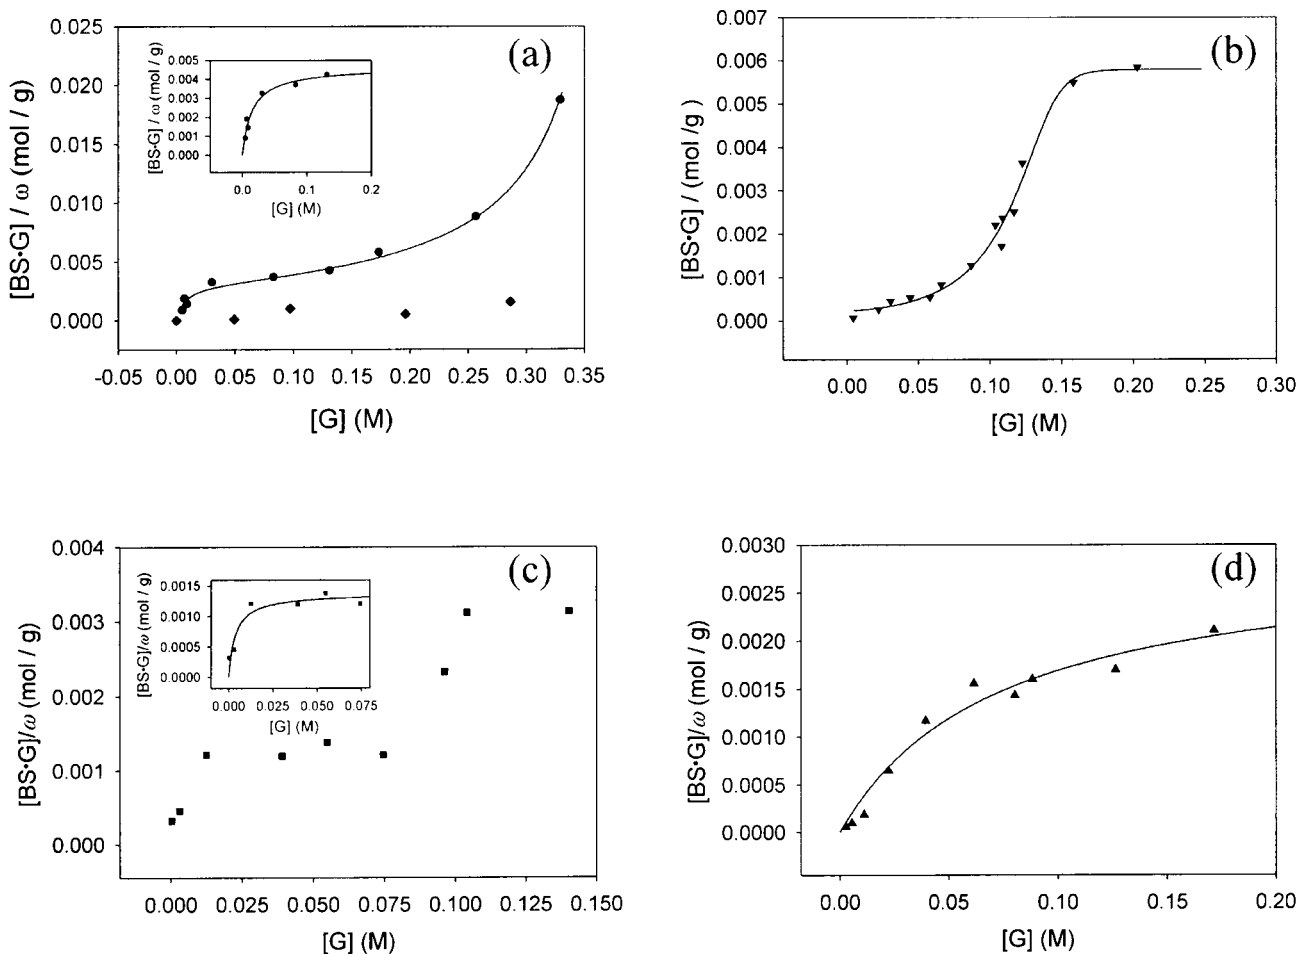 (a)
[BS·G] / ω (mol / g)
0.025
0.020
0.015
0.010
0.005
0.000
-0.05 0.00 0.05 0.10 0.15 0.20 0.25 0.30 0.35
[G] (M)
[BS·G] / ω (mol / g)
0.005
0.004
0.003
0.002
0.001
0.000
0.0 0.1 0.2
[G] (M)
(b)
[BS·G] / (mol /g )
0.007
0.006
0.005
0.004
0.003
0.002
0.001
0.000
0.00 0.05 0.10 0.15 0.20 0.25 0.30
[G] (M)
(c)
[BS·G]/ω (mol / g)
0.004
0.003
0.002
0.001
0.000
0.000 0.025 0.050 0.075 0.100 0.125 0.150
[G] (M)
[BS·G]/ω (mol / g)
0.0015
0.0010
0.0005
0.0000
0.000 0.025 0.050 0.075
[G] (M)
(d)
[BS·G]/ω (mol / g)
0.0030
0.0025
0.0020
0.0015
0.0010
0.0005
0.0000
0.00 0.05 0.10 0.15 0.20
[G] (M)